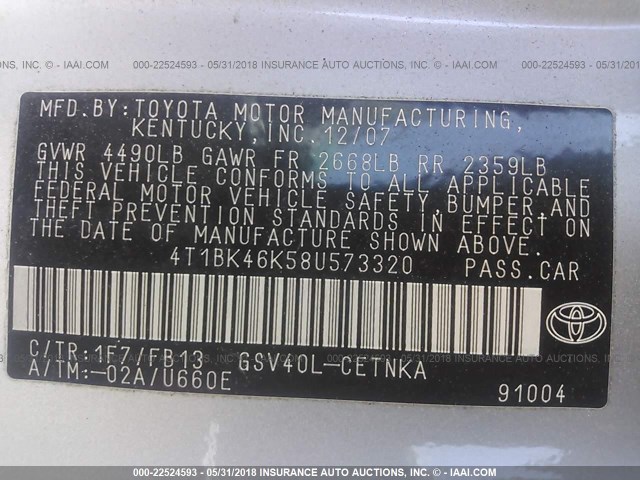 000-22524593 - 05/31/2018 INSURANCE AUTO AUCTIONS - © - IAAI.COM
MFD.BY:TOYOTA MOTOR MANUFACTURING,
KENTUCKY,INC.12/07
GVWR 4490LB GAWR FR 2668LB RR 2359LB
THIS VEHICLE CONFORMS TO ALL APPLICABLE
FEDERAL MOTOR VEHICLE SAFETY,BUMPER,AND
THEFT PREVENTION STANDARDS IN EFFECT ON
THE DATE OF MANUFACTURE SHOWN ABOVE.
4T1BK46K58U573320 PASS.CAR
C/TR:1F7/FB13 GSV40L-CETNKA
A/TM:-02A/U660E
91004
000-22524593 - 05/31/2018 INSURANCE AUTO AUCTIONS - © - IAAI.COM
000-22524593 - 05/31/2018 INSURANCE AUTO AUCTIONS - © - IAAI.COM